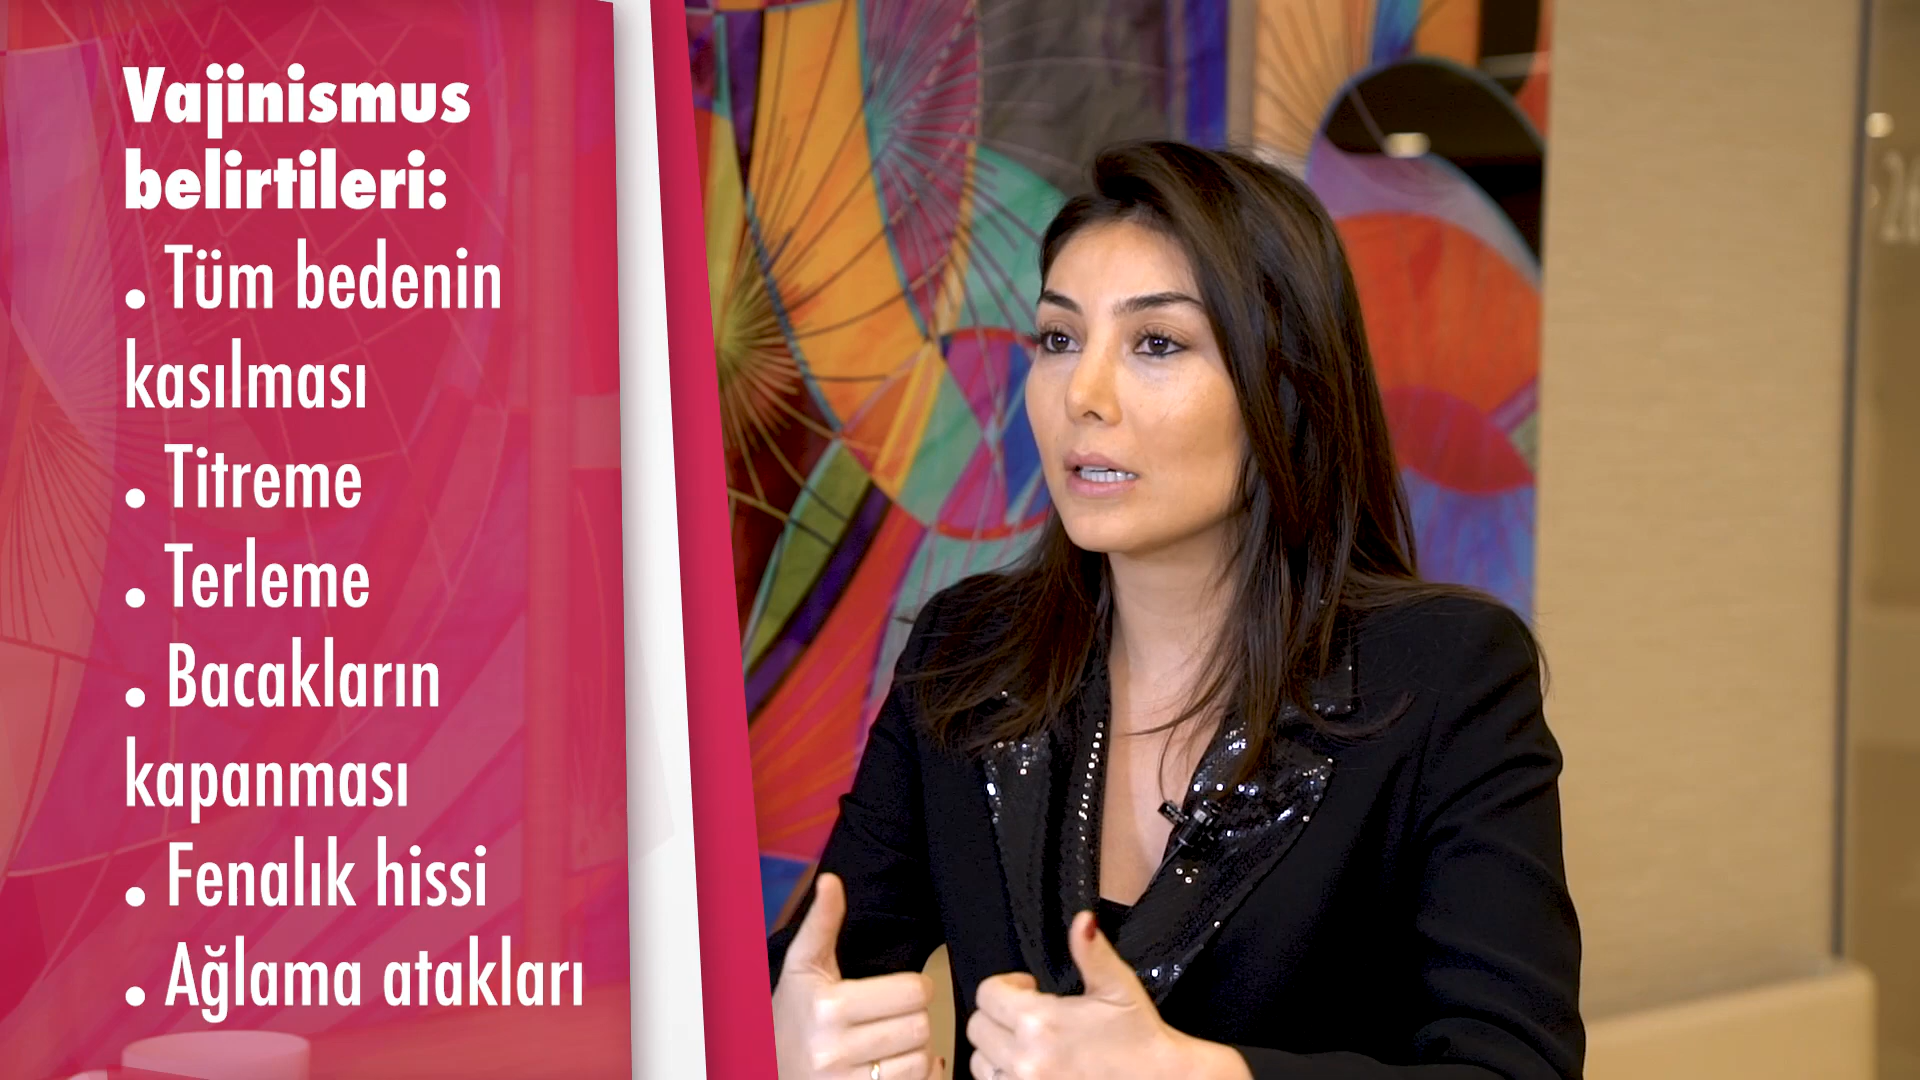 Vajinismus
belirtileri:
• Tüm bedenin
kasılması
• Titreme
• Terleme
• Bacakların
kapanması
• Fenalık hissi
• Ağlama atakları